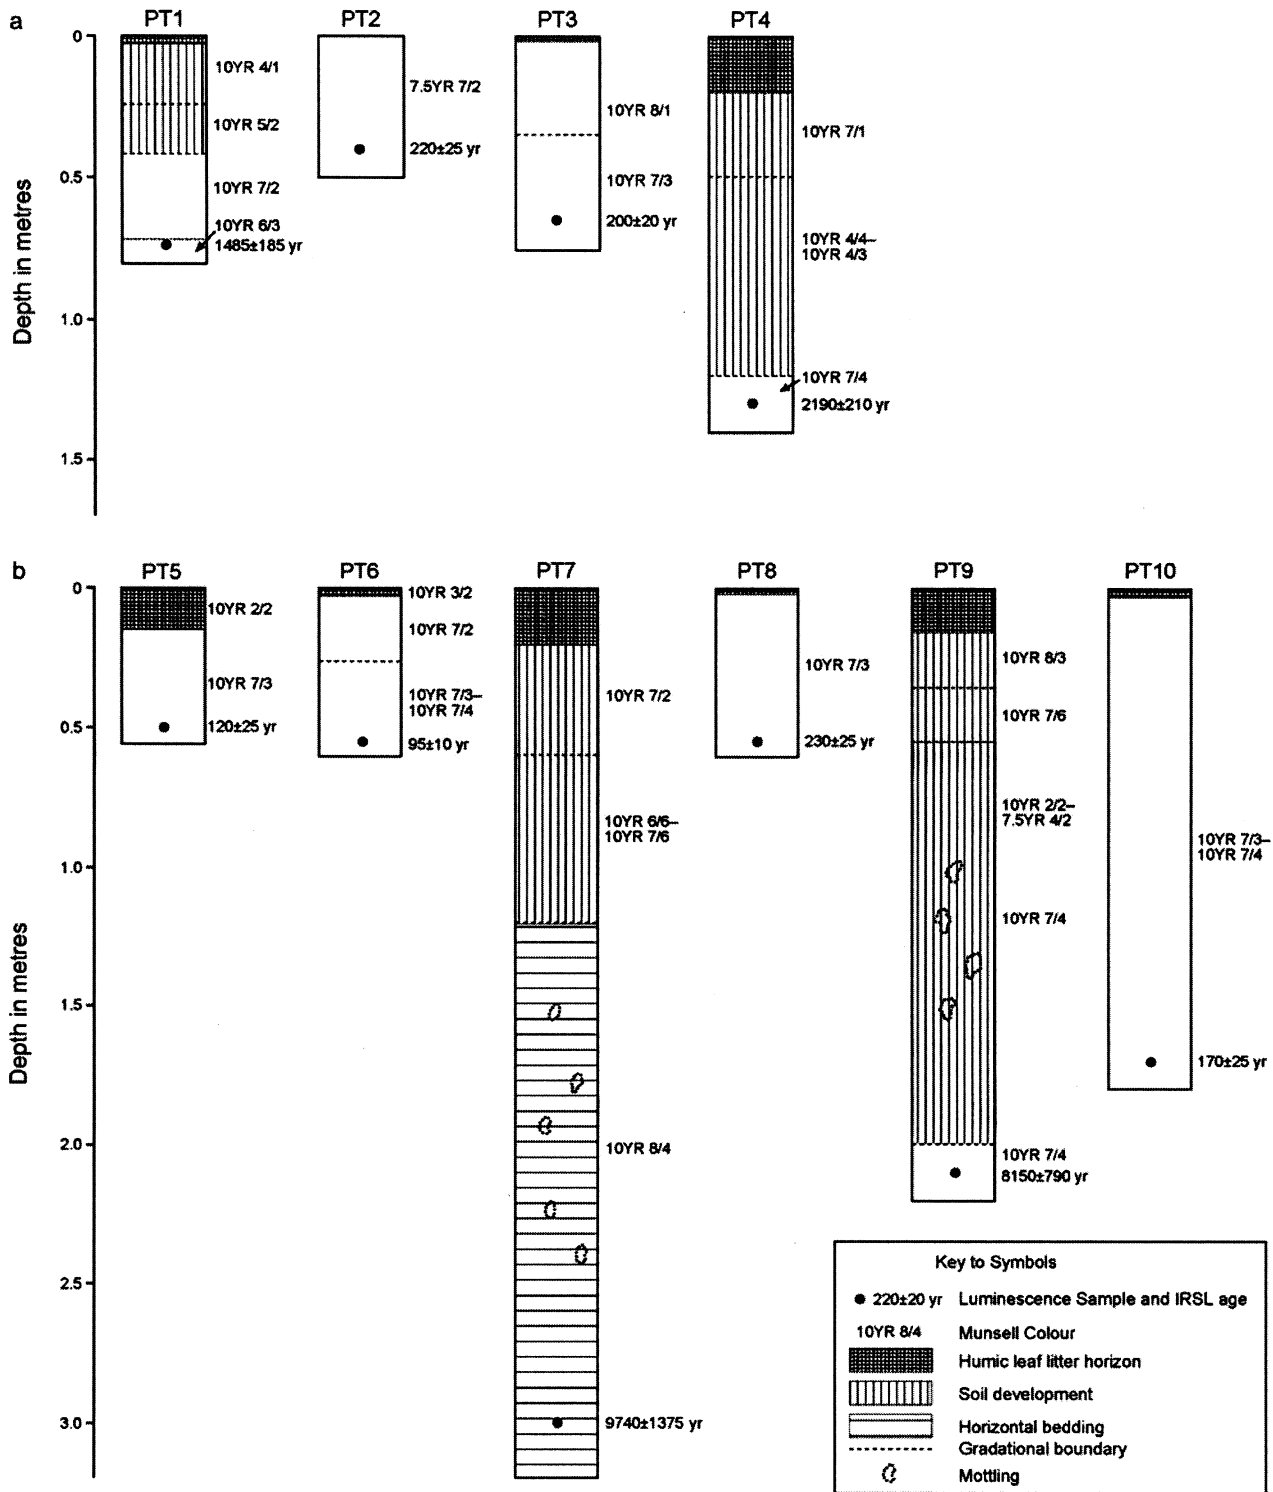 a
PT1
PT2
PT3
PT4
0
0.5
1.0
1.5
Depth in metres
10YR 4/1
10YR 5/2
10YR 7/2
10YR 6/3
1485±185 yr
7.5YR 7/2
220±25 yr
10YR 8/1
10YR 7/3
200±20 yr
10YR 7/1
10YR 4/4–
10YR 4/3
10YR 7/4
2190±210 yr
b
PT5
PT6
PT7
PT8
PT9
PT10
0
0.5
1.0
1.5
2.0
2.5
3.0
Depth in metres
10YR 2/2
10YR 7/3
120±25 yr
10YR 3/2
10YR 7/2
10YR 7/3–
10YR 7/4
95±10 yr
10YR 7/2
10YR 6/6–
10YR 7/6
10YR 8/4
9740±1375 yr
10YR 7/3
230±25 yr
10YR 8/3
10YR 7/6
10YR 2/2–
7.5YR 4/2
10YR 7/4
10YR 7/4
8150±790 yr
10YR 7/3–
10YR 7/4
170±25 yr
Key to Symbols
220±20 yr Luminescence Sample and IRSL age
10YR 8/4 Munsell Colour
Humic leaf litter horizon
Soil development
Horizontal bedding
Gradational boundary
Mottling